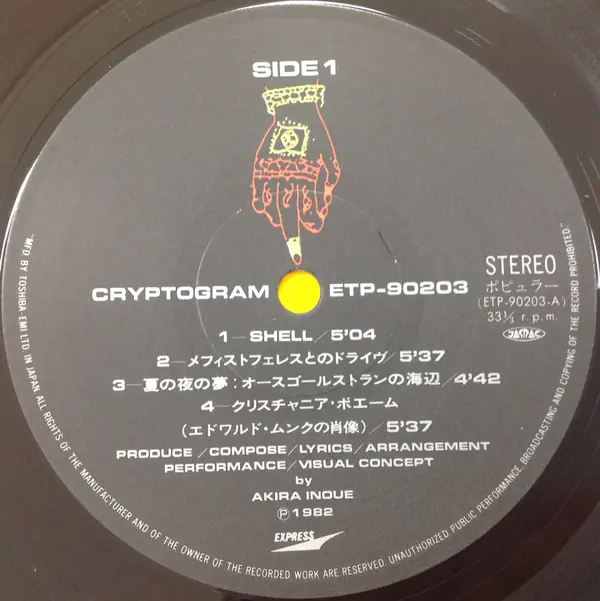 SIDE 1
CRYPTOGRAM ETP-90203
STEREO
ポピュラー
(ETP-90203-A)
33⅓ r.p.m.
JASRAC
1—SHELL/5'04
2—メフィストフェレスとのドライヴ/5'37
3—夏の夜の夢:オースゴールストランの海辺/4'42
4—クリスチャニア・ポエーム
(エドワルド・ムンクの肖像)/5'37
PRODUCE/COMPOSE/LYRICS/ARRANGEMENT
PERFORMANCE/VISUAL CONCEPT
by
AKIRA INOUE
Ⓟ1982
EXPRESS
"MFD BY TOSHIBA-EMI LTD. IN JAPAN. ALL RIGHTS OF THE MANUFACTURER AND OF THE OWNER OF THE RECORDED WORK ARE RESERVED. UNAUTHORIZED PUBLIC PERFORMANCE, BROADCASTING AND COPYING OF THE RECORD PROHIBITED."